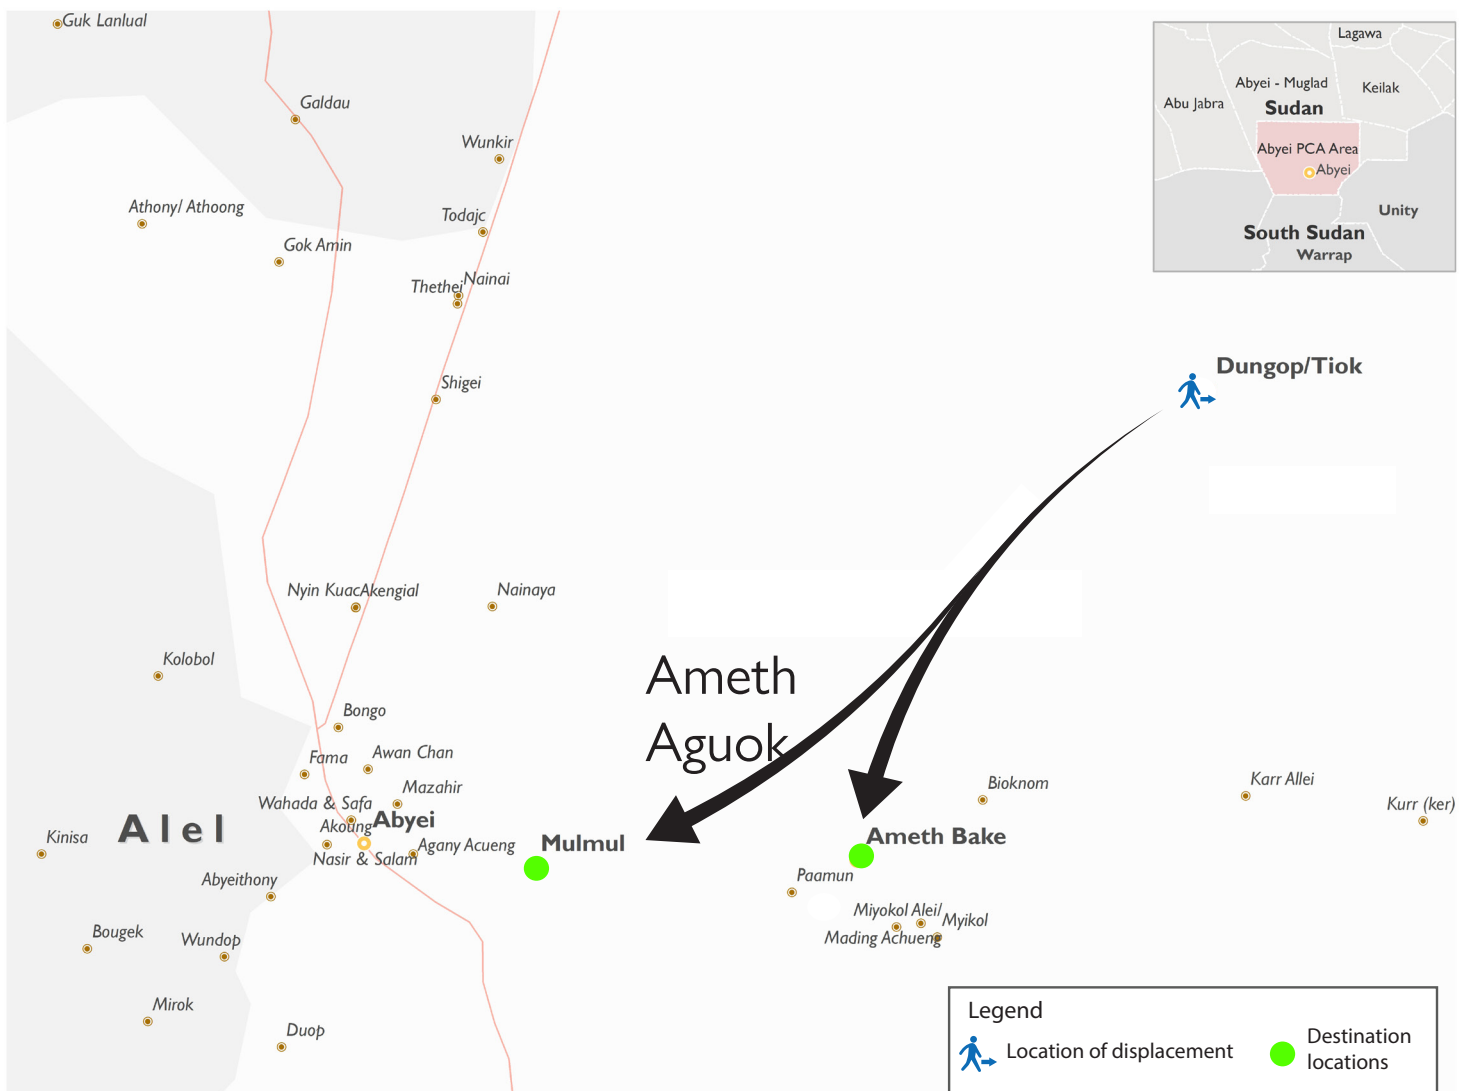 Guk Lanlual
Galdau
Wunkir
Athony/ Athoong
Todajc
Gok Amin
Nainai
Thethei
Shigei
Lagawa
Abyei - Muglad
Keilak
Abu Jabra
Sudan
Abyei PCA Area
Abyei
Unity
South Sudan
Warrap
Dungop/Tiok
Nyin Kuac
Akengial
Nainaya
Kolobol
Ameth
Aguok
Bongo
Awan Chan
Fama
Mazahir
Wahada & Safa
Abyei
Akoung
Agany Acueng
Nasir & Salam
Alel
Kinisa
Mulmul
Abyeithony
Bougek
Wundop
Mirok
Duop
Bioknom
Karr Allei
Kurr (ker)
Ameth Bake
Paamun
Miyokol Alei/
Myikol
Mading Achueng
Legend
Location of displacement
Destination
locations